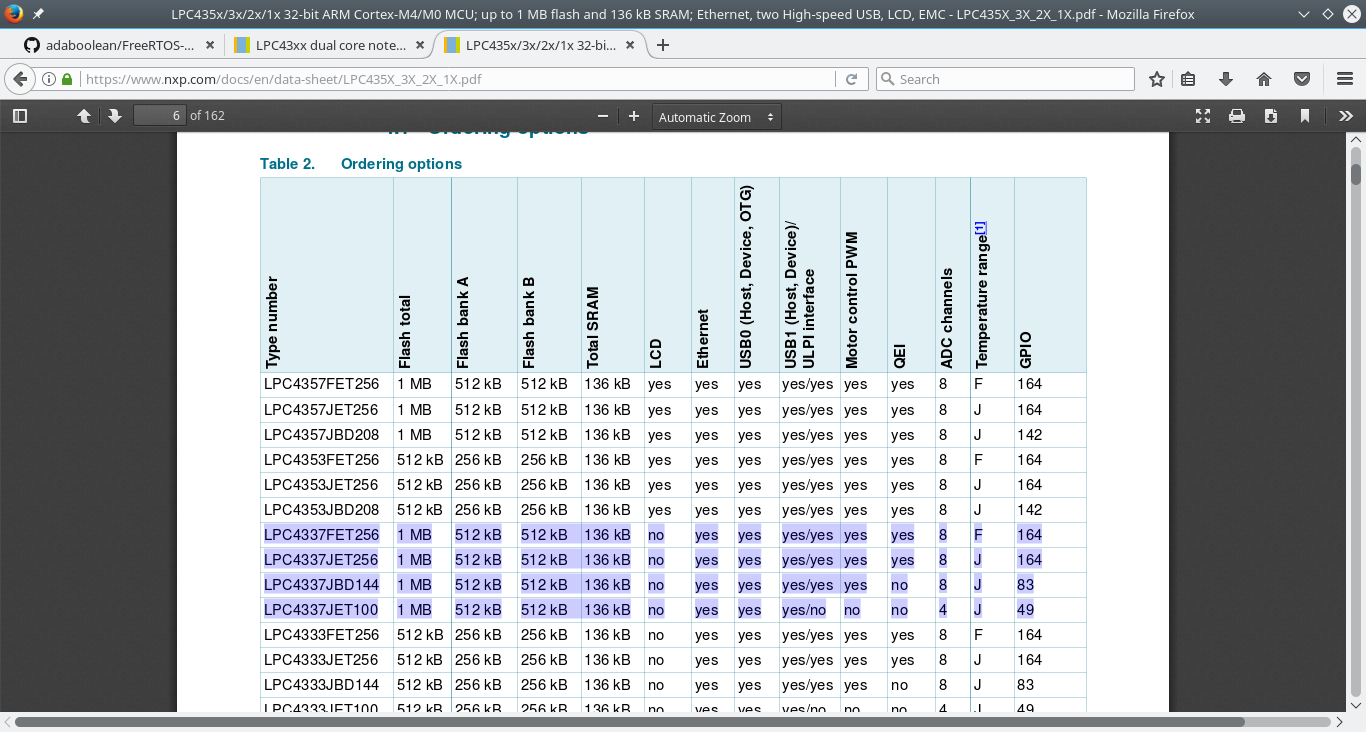 LPC435x/3x/2x/1x 32-bit ARM Cortex-M4/M0 MCU; up to 1 MB flash and 136 kB SRAM; Ethernet, two High-speed USB, LCD, EMC - LPC435X_3X_2X_1X.pdf - Mozilla Firefox
adaboolean/FreeRTOS-... LPC43xx dual core note... LPC435x/3x/2x/1x 32-bi...
https://www.nxp.com/docs/en/data-sheet/LPC435X_3X_2X_1X.pdf Search
6 of 162 Automatic Zoom
4.1 Ordering options
Table 2. Ordering options
Type number Flash total Flash bank A Flash bank B Total SRAM LCD Ethernet USB0 (Host, Device, OTG) USB1 (Host, Device)/ ULPI interface Motor control PWM QEI ADC channels Temperature range[1] GPIO
LPC4357FET256 1 MB 512 kB 512 kB 136 kB yes yes yes yes/yes yes yes 8 F 164
LPC4357JET256 1 MB 512 kB 512 kB 136 kB yes yes yes yes/yes yes yes 8 J 164
LPC4357JBD208 1 MB 512 kB 512 kB 136 kB yes yes yes yes/yes yes yes 8 J 142
LPC4353FET256 512 kB 256 kB 256 kB 136 kB yes yes yes yes/yes yes yes 8 F 164
LPC4353JET256 512 kB 256 kB 256 kB 136 kB yes yes yes yes/yes yes yes 8 J 164
LPC4353JBD208 512 kB 256 kB 256 kB 136 kB yes yes yes yes/yes yes yes 8 J 142
LPC4337FET256 1 MB 512 kB 512 kB 136 kB no yes yes yes/yes yes yes 8 F 164
LPC4337JET256 1 MB 512 kB 512 kB 136 kB no yes yes yes/yes yes yes 8 J 164
LPC4337JBD144 1 MB 512 kB 512 kB 136 kB no yes yes yes/yes yes no 8 J 83
LPC4337JET100 1 MB 512 kB 512 kB 136 kB no yes yes yes/no no no 4 J 49
LPC4333FET256 512 kB 256 kB 256 kB 136 kB no yes yes yes/yes yes yes 8 F 164
LPC4333JET256 512 kB 256 kB 256 kB 136 kB no yes yes yes/yes yes yes 8 J 164
LPC4333JBD144 512 kB 256 kB 256 kB 136 kB no yes yes yes/yes yes no 8 J 83
LPC4333JET100 512 kB 256 kB 256 kB 136 kB no yes yes yes/no no no 4 J 49